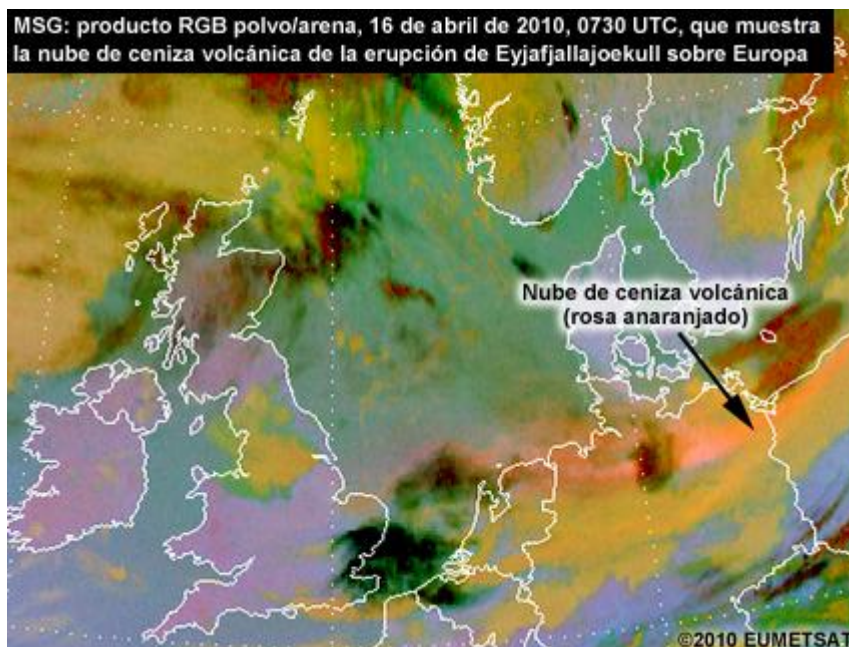 MSG: producto RGB polvo/arena, 16 de abril de 2010, 0730 UTC, que muestra
la nube de ceniza volcánica de la erupción de Eyjafjallajoekull sobre Europa
Nube de ceniza volcánica
(rosa anaranjado)
©2010 EUMETSAT